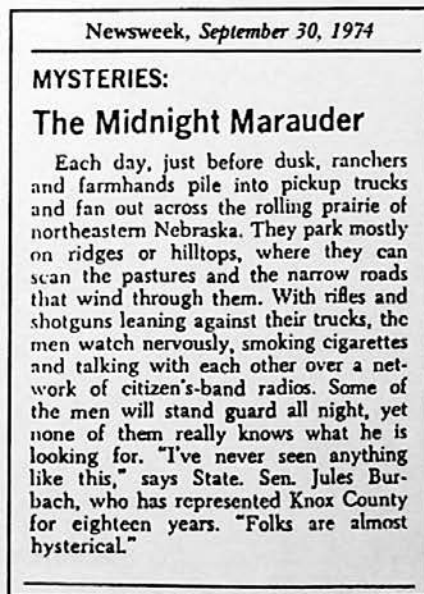 Newsweek, September 30, 1974
MYSTERIES:
The Midnight Marauder
Each day, just before dusk, ranchers
and farmhands pile into pickup trucks
and fan out across the rolling prairie of
northeastern Nebraska. They park mostly
on ridges or hilltops, where they can
scan the pastures and the narrow roads
that wind through them. With rifles and
shotguns leaning against their trucks, the
men watch nervously, smoking cigarettes
and talking with each other over a net-
work of citizen's-band radios. Some of
the men will stand guard all night, yet
none of them really knows what he is
looking for. "I've never seen anything
like this," says State. Sen. Jules Bur-
bach, who has represented Knox County
for eighteen years. "Folks are almost
hysterical."